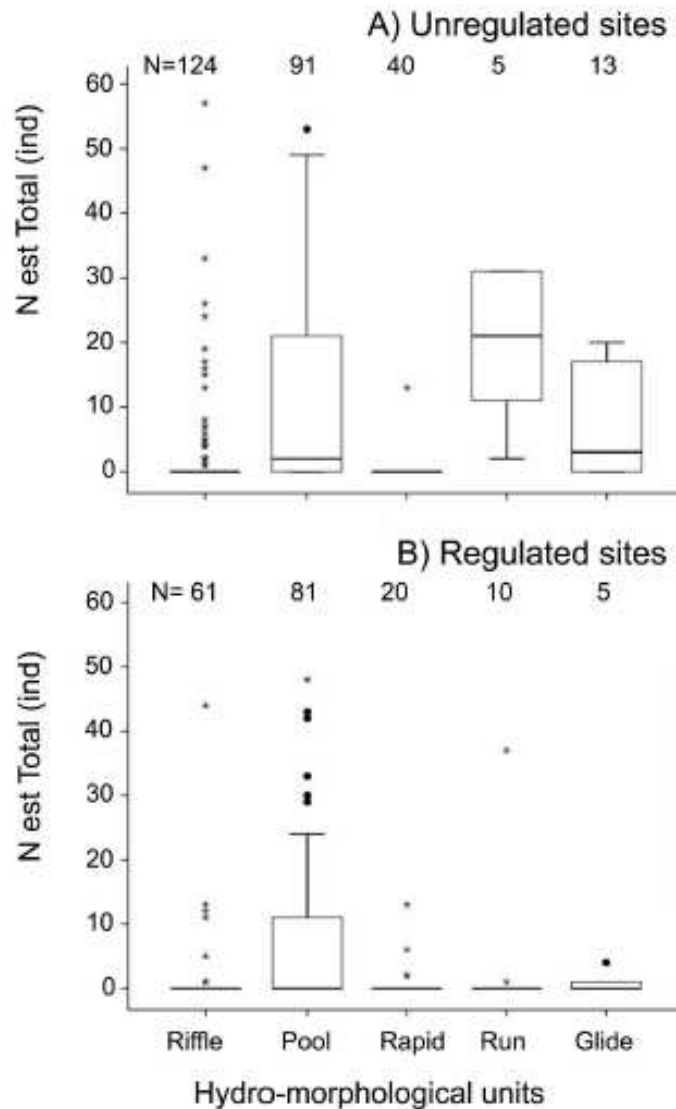 A) Unregulated sites
N=124 91 40 5 13
60
50
40
30
20
10
0
N est Total (ind)
B) Regulated sites
N= 61 81 20 10 5
60
50
40
30
20
10
0
N est Total (ind)
Riffle Pool Rapid Run Glide
Hydro-morphological units